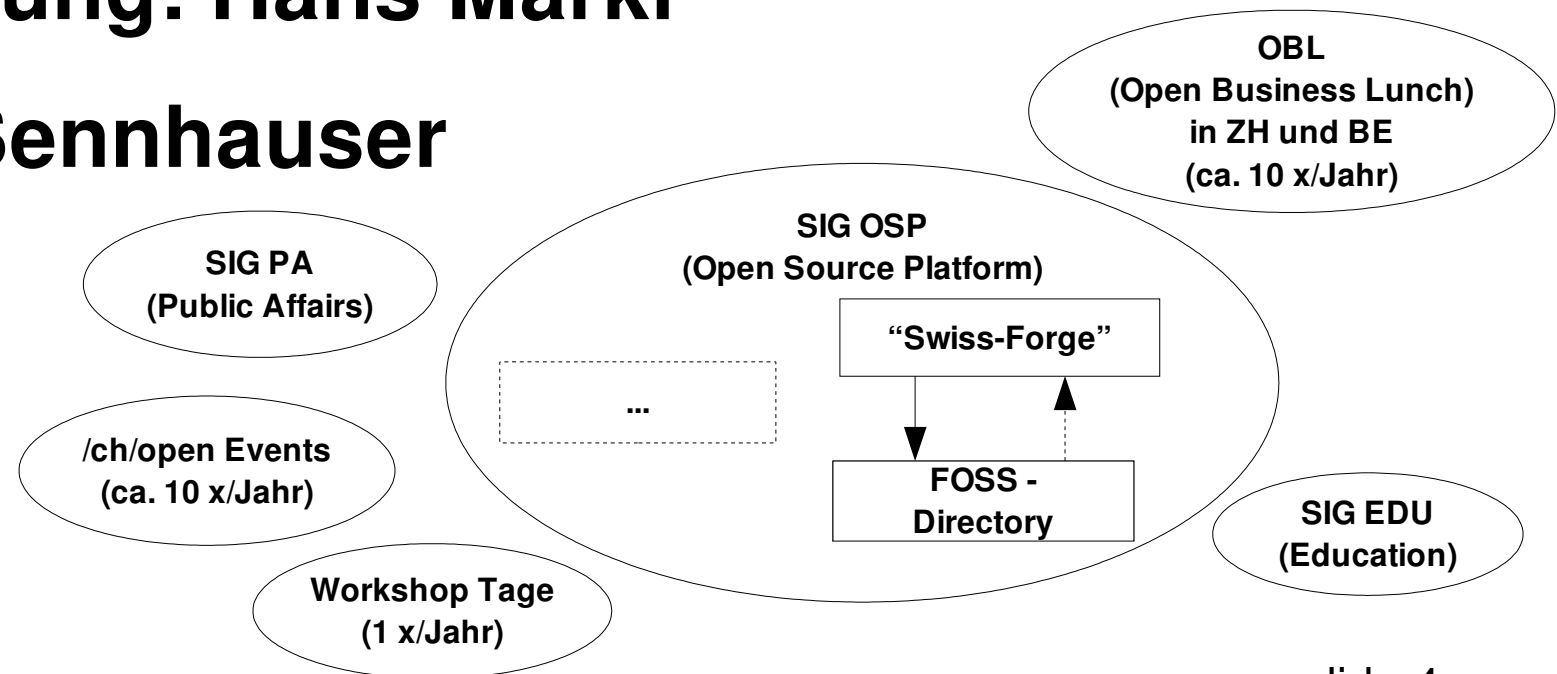 Hans Märki
Sennhauser
OBL
(Open Business Lunch)
in ZH und BE
(ca. 10 x/Jahr)
SIG OSP
(Open Source Platform)
SIG PA
(Public Affairs)
“Swiss-Forge”
...
/ch/open Events
(ca. 10 x/Jahr)
FOSS -
Directory
SIG EDU
(Education)
Workshop Tage
(1 x/Jahr)